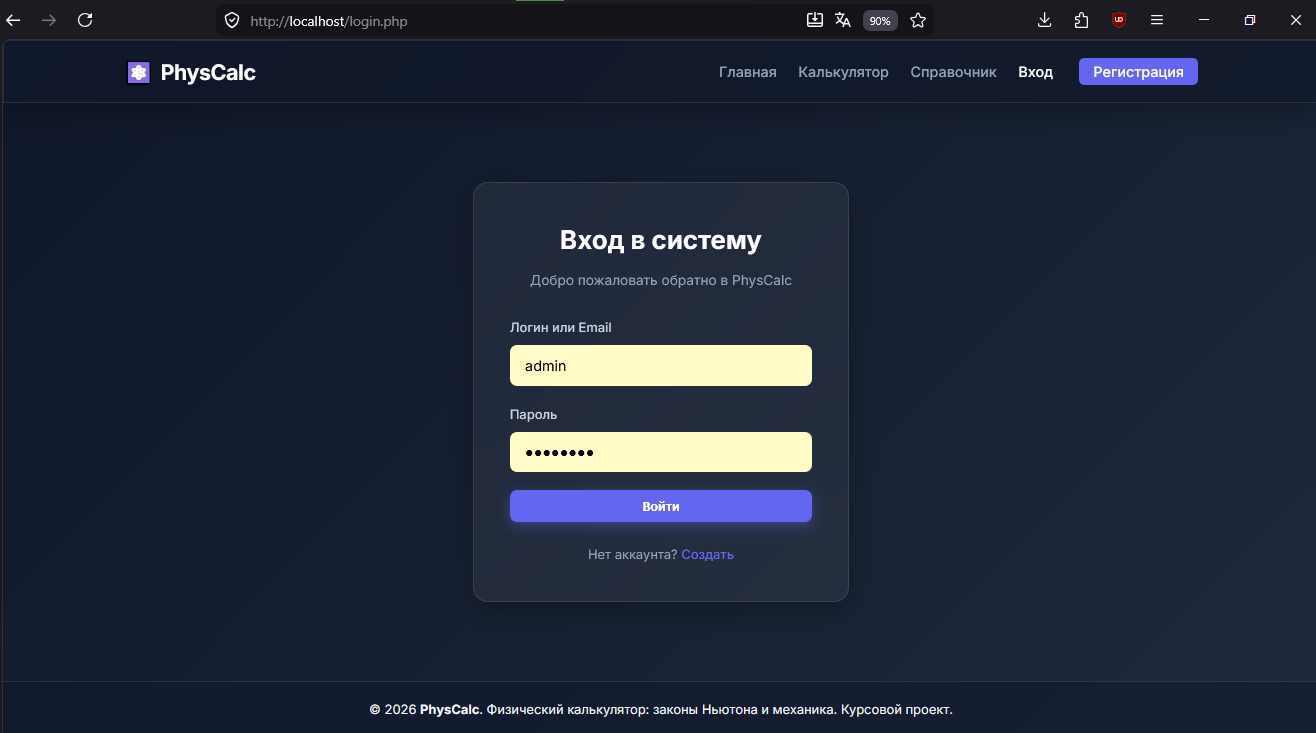 http://localhost/login.php
90%
PhysCalc
Главная Калькулятор Справочник Вход Регистрация
Вход в систему
Добро пожаловать обратно в PhysCalc
Логин или Email
admin
Пароль
Войти
Нет аккаунта? Создать
© 2026 PhysCalc. Физический калькулятор: законы Ньютона и механика. Курсовой проект.